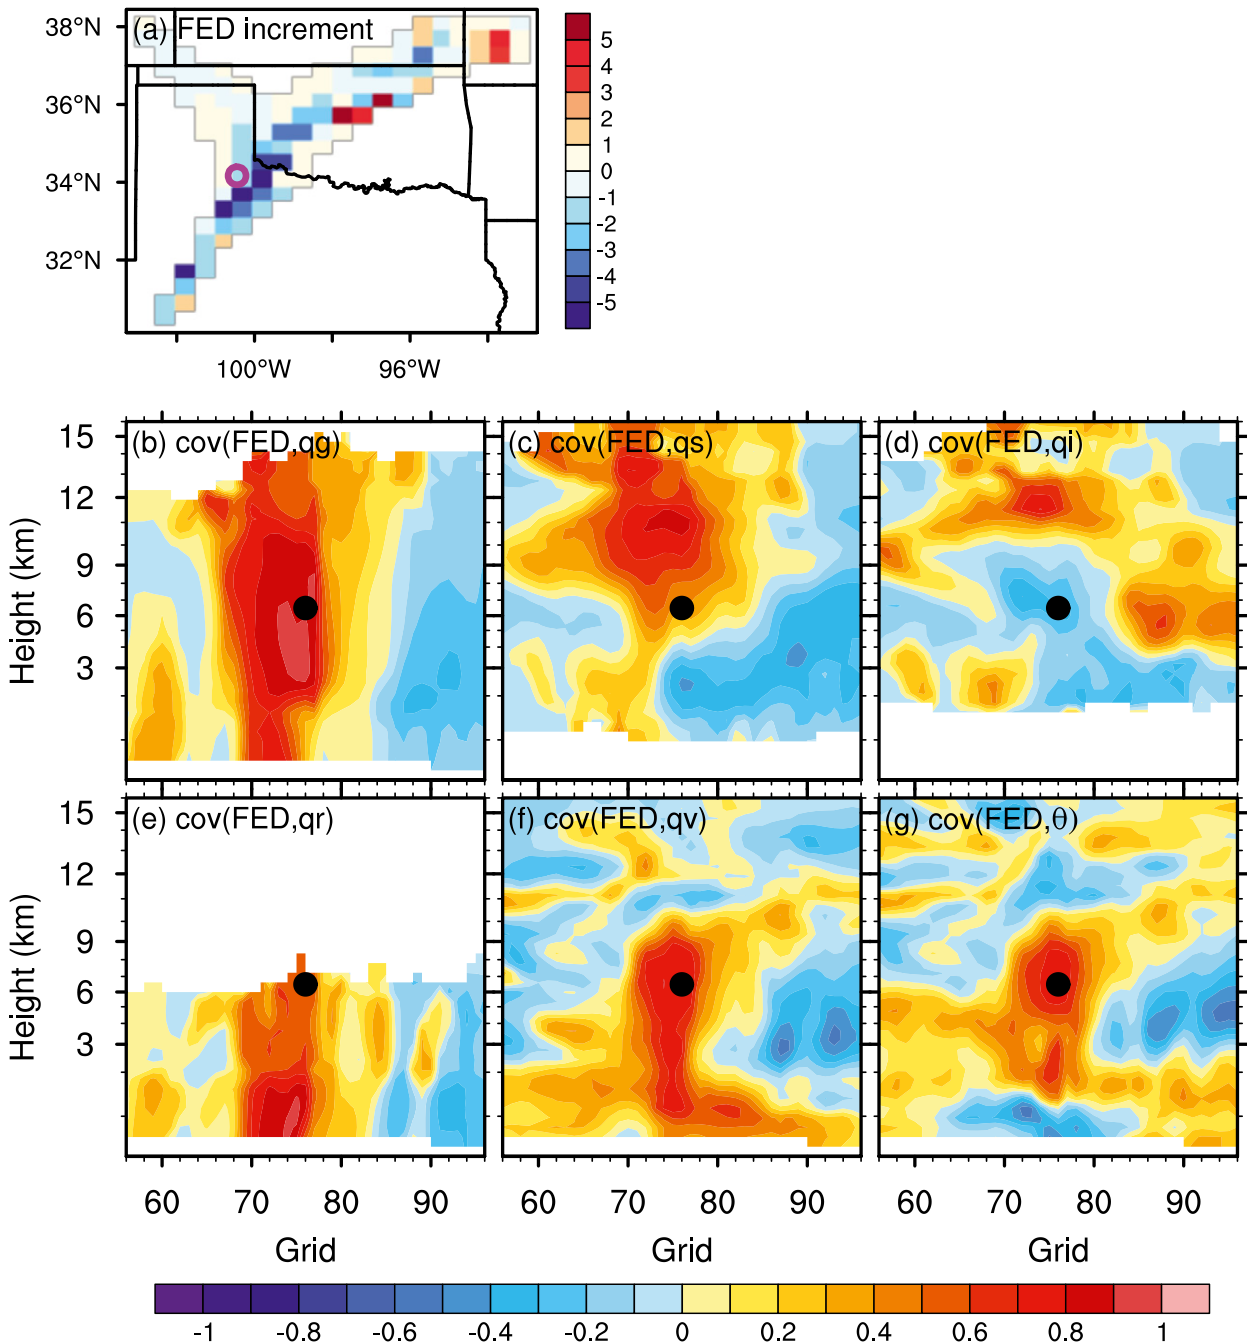 (a) FED increment
38°N
36°N
34°N
32°N
100°W 96°W
5
4
3
2
1
0
-1
-2
-3
-4
-5
(b) cov(FED,qg) (c) cov(FED,qs) (d) cov(FED,qi)
Height (km)
15
12
9
6
3
(e) cov(FED,qr) (f) cov(FED,qv) (g) cov(FED,θ)
Height (km)
15
12
9
6
3
60 70 80 90 60 70 80 90 60 70 80 90
Grid Grid Grid
-1 -0.8 -0.6 -0.4 -0.2 0 0.2 0.4 0.6 0.8 1